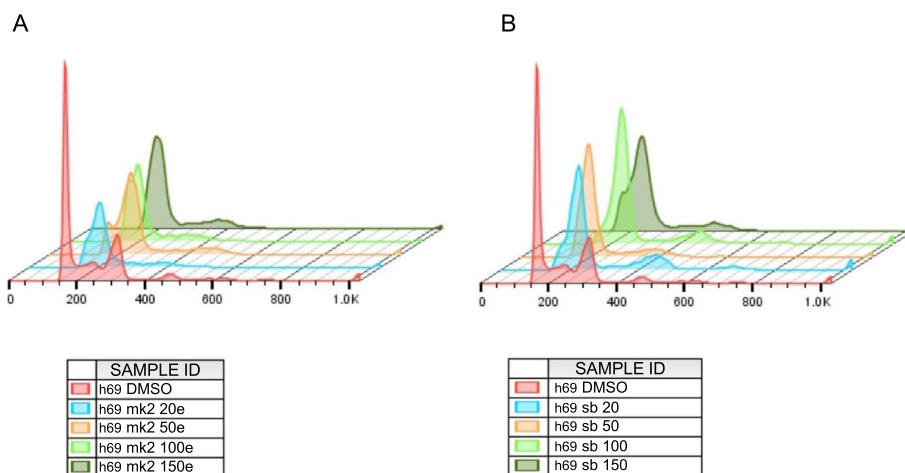 A
B
0 200 400 600 800 1.0K
0 200 400 600 800 1.0K
SAMPLE ID
h69 DMSO
h69 mk2 20e
h69 mk2 50e
h69 mk2 100e
h69 mk2 150e
SAMPLE ID
h69 DMSO
h69 sb 20
h69 sb 50
h69 sb 100
h69 sb 150